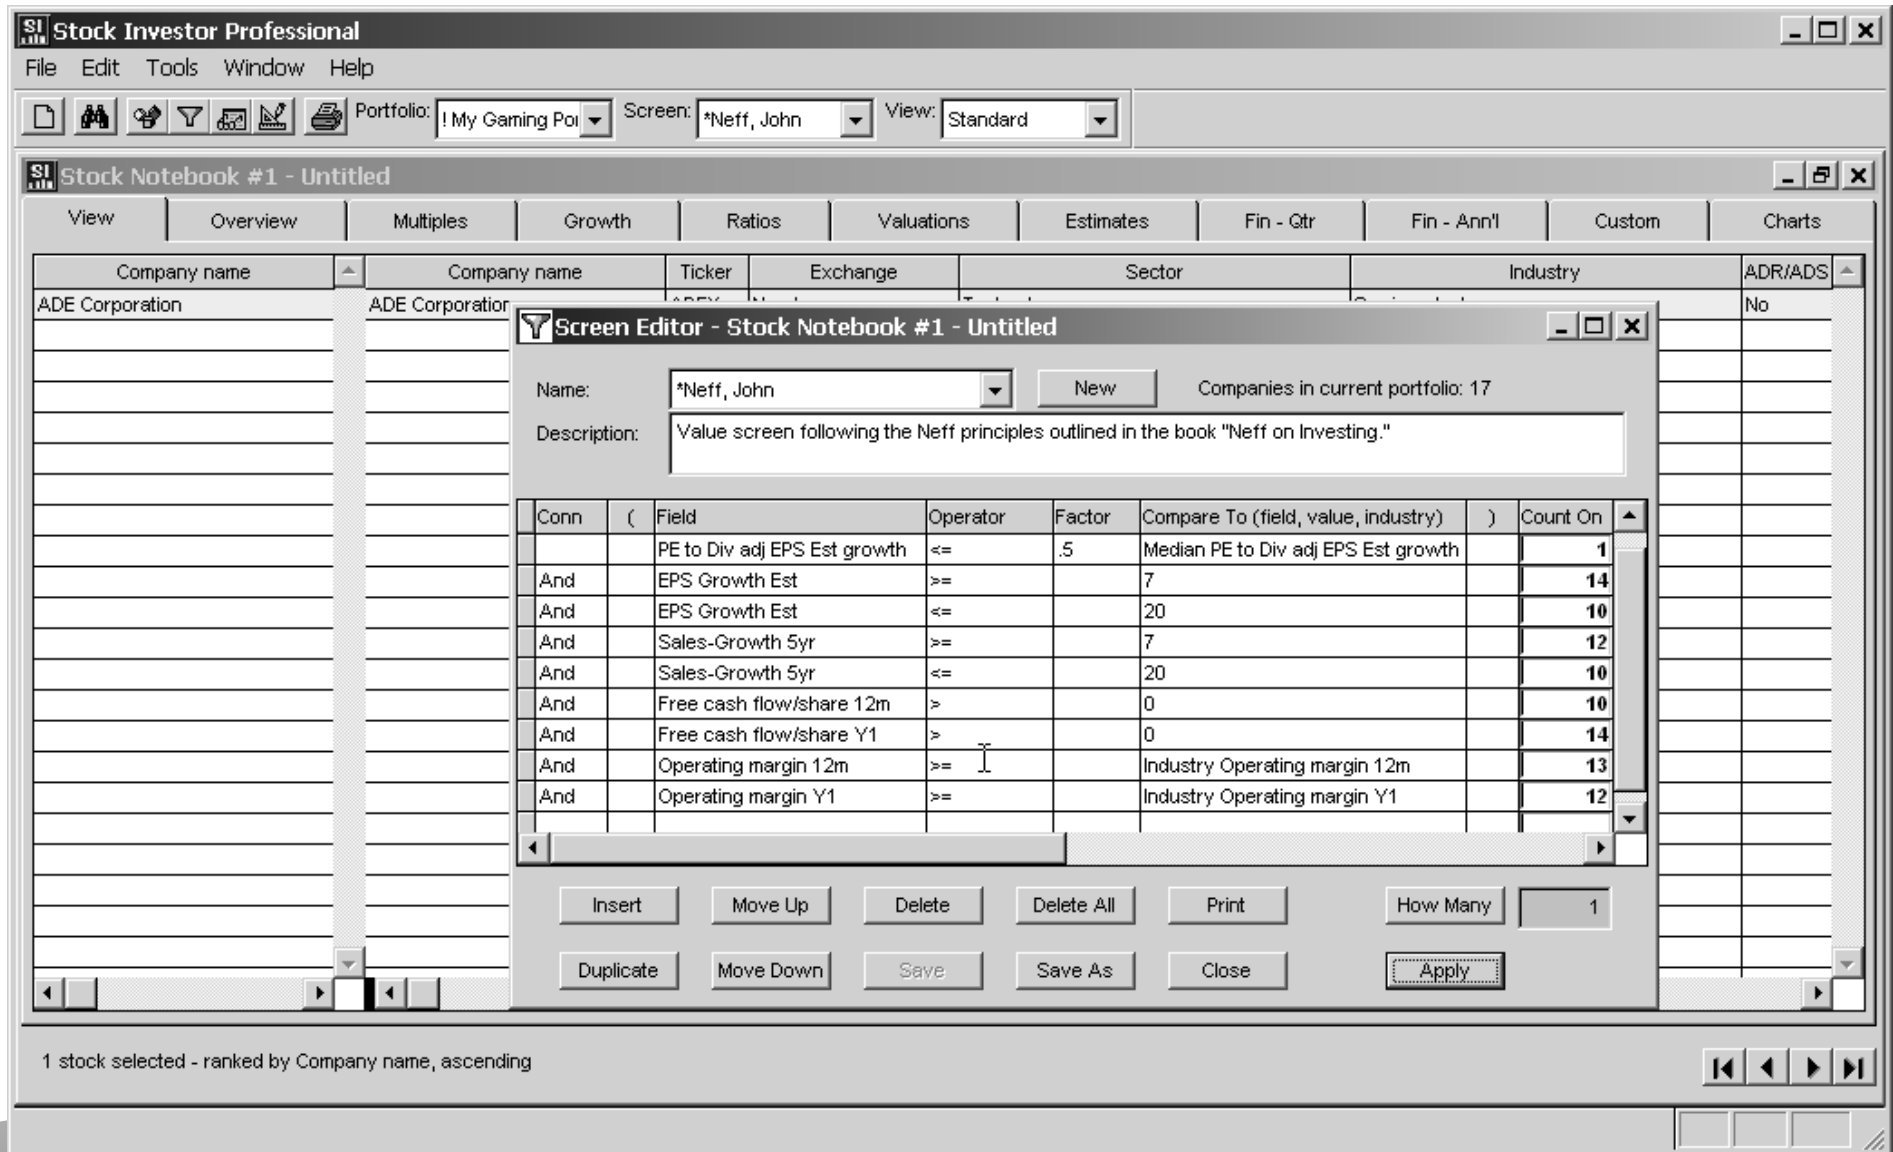 Stock Investor Professional
File Edit Tools Window Help
Portfolio: ! My Gaming Por Screen: *Neff, John View: Standard
Stock Notebook #1 - Untitled
View Overview Multiples Growth Ratios Valuations Estimates Fin - Qtr Fin - Ann'l Custom Charts
Company name Company name Ticker Exchange Sector Industry ADR/ADS
ADE Corporation ADE Corporation No
Screen Editor - Stock Notebook #1 - Untitled
Name: *Neff, John New Companies in current portfolio: 17
Description: Value screen following the Neff principles outlined in the book "Neff on Investing."
Conn ( Field Operator Factor Compare To (field, value, industry) ) Count On
PE to Div adj EPS Est growth <= .5 Median PE to Div adj EPS Est growth 1
And EPS Growth Est >= 7 14
And EPS Growth Est <= 20 10
And Sales-Growth 5yr >= 7 12
And Sales-Growth 5yr <= 20 10
And Free cash flow/share 12m > 0 10
And Free cash flow/share Y1 > 0 14
And Operating margin 12m >= Industry Operating margin 12m 13
And Operating margin Y1 >= Industry Operating margin Y1 12
Insert Move Up Delete Delete All Print How Many 1
Duplicate Move Down Save Save As Close Apply
1 stock selected - ranked by Company name, ascending